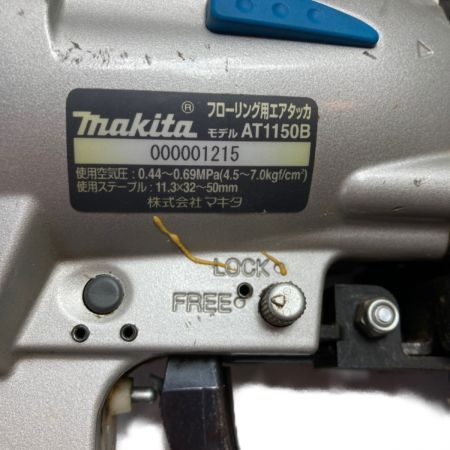 makita® フローリング用エアタッカ
モデル AT1150B
000001215
使用空気圧：0.44～0.69MPa(4.5～7.0kgf/cm²)
使用ステープル：11.3×32～50mm
株式会社 マキタ
LOCK
FREE